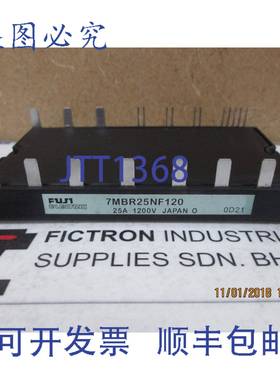 是图必究
JTT1368
FUJI
ELECTRIC
7MBR25NF120
25A 1200V JAPAN O 0D21
FICTRON INDUSTRI
SUPPLIES SDN. BH
11/01/2018
可开发票 顺丰包邮